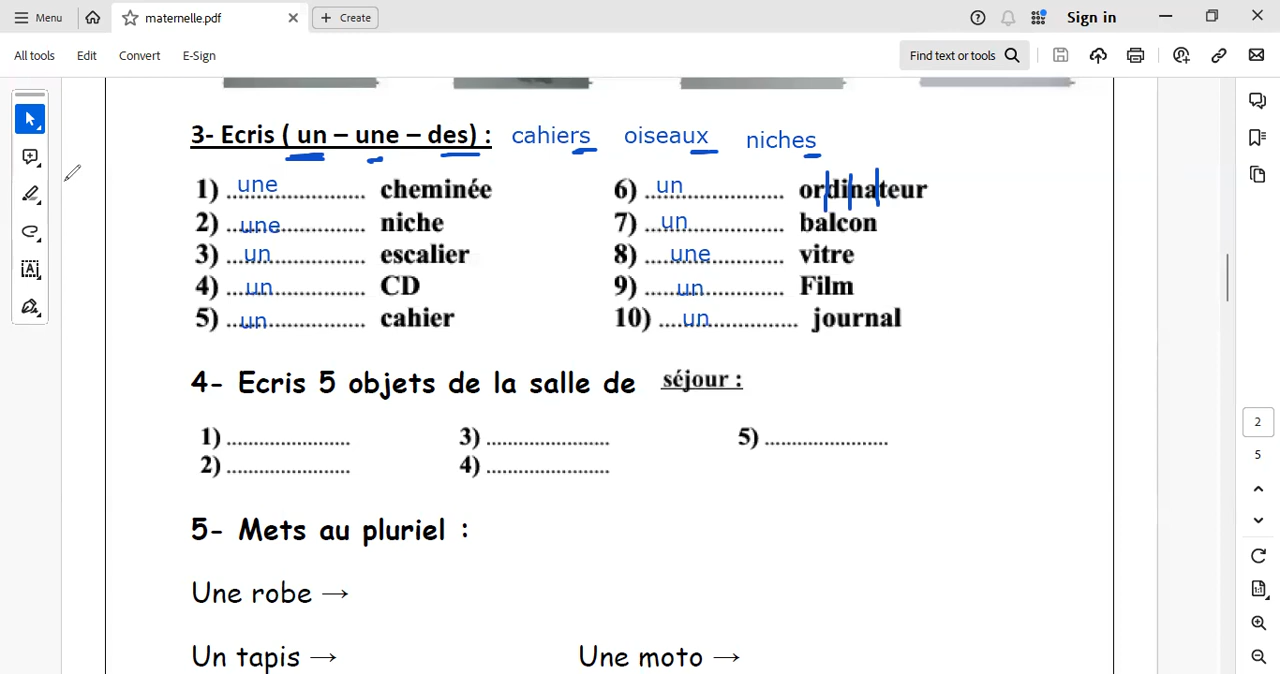 Menu maternelle.pdf Create Sign in
All tools Edit Convert E-Sign Find text or tools
3- Ecris ( un – une – des) : cahiers oiseaux niches
1) ...une................ cheminée 6) ...un................ ordinateur
2) ...une................ niche 7) ...un................ balcon
3) ...un................ escalier 8) ...une................ vitre
4) ...un................ CD 9) ...un................ Film
5) ...un................ cahier 10) ...un................ journal
4- Ecris 5 objets de la salle de séjour :
1) ...................... 3) ...................... 5) ......................
2) ...................... 4) ......................
2
5
5- Mets au pluriel :
Une robe →
Un tapis → Une moto →